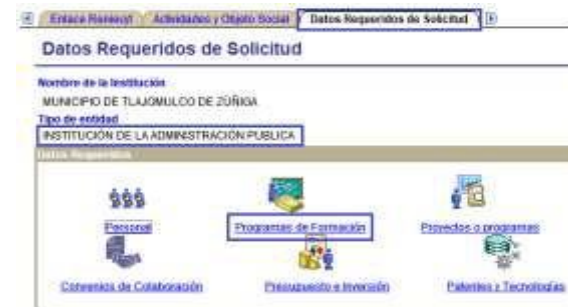 Enlace Reniecyt Actividades y Objeto Social Datos Requeridos de Solicitud
Datos Requeridos de Solicitud
Nombre de la Institución
MUNICIPIO DE TLAJOMULCO DE ZÚÑIGA
Tipo de entidad
INSTITUCIÓN DE LA ADMINISTRACIÓN PUBLICA
Datos Requeridos
Personal Programas de Formación Proyectos o programas
Convenios de Colaboración Presupuesto e Inversión Patentes y Tecnologías